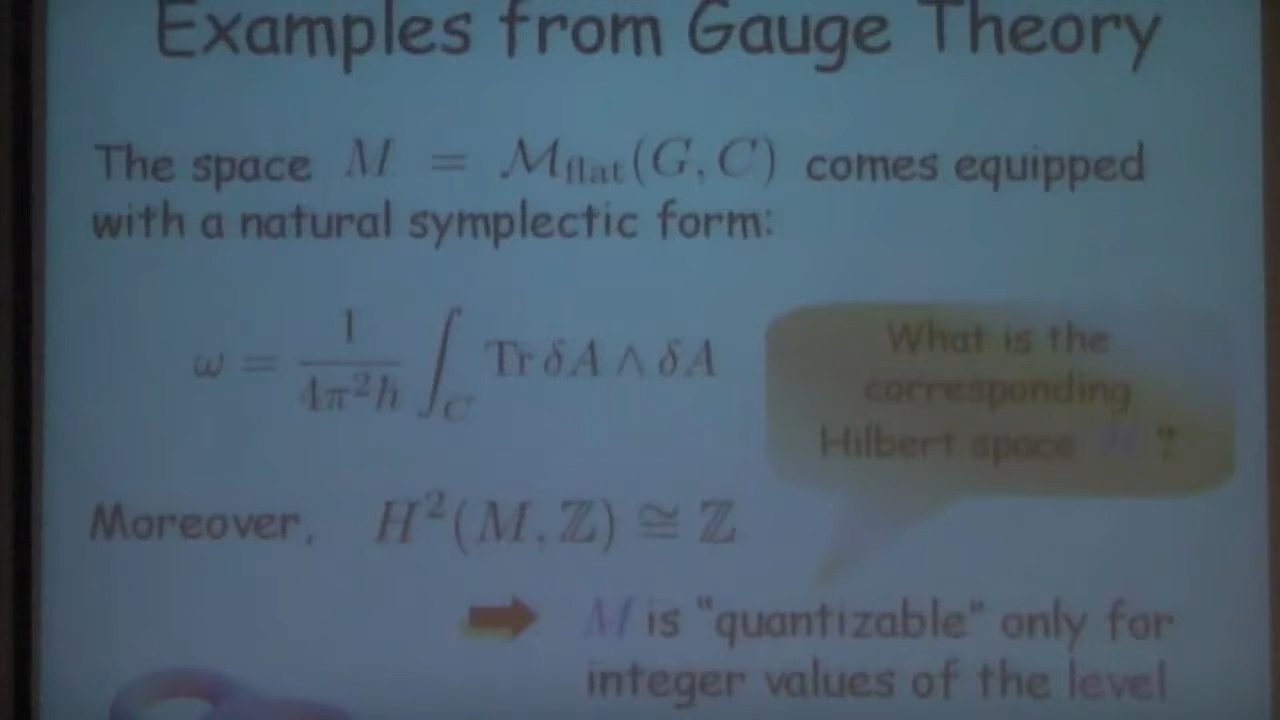 Examples from Gauge Theory
The space M = M_flat(G, C) comes equipped
with a natural symplectic form:
ω = 1/(4π²ħ) ∫_C Tr δA ∧ δA
What is the
corresponding
Hilbert space H ?
Moreover, H²(M, ℤ) ≅ ℤ
M is "quantizable" only for
integer values of the level